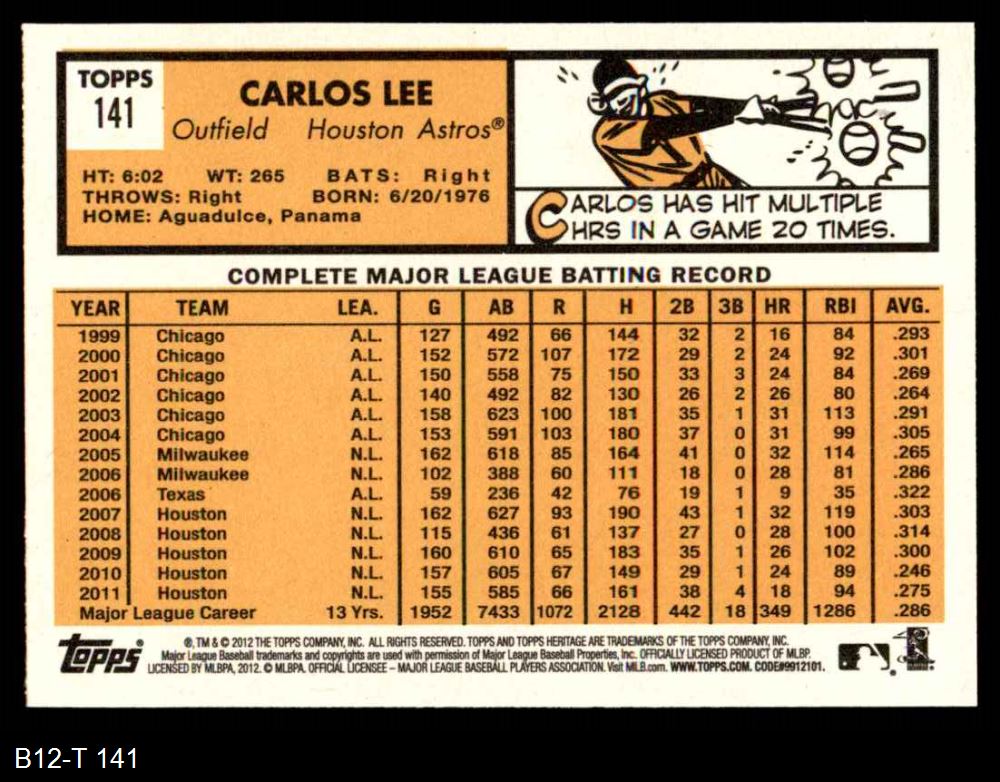 TOPPS
141
CARLOS LEE
Outfield Houston Astros®
HT: 6:02 WT: 265 BATS: Right
THROWS: Right BORN: 6/20/1976
HOME: Aguadulce, Panama
CARLOS HAS HIT MULTIPLE
HRS IN A GAME 20 TIMES.
COMPLETE MAJOR LEAGUE BATTING RECORD
YEAR TEAM LEA. G AB R H 2B 3B HR RBI AVG.
1999 Chicago A.L. 127 492 66 144 32 2 16 84 .293
2000 Chicago A.L. 152 572 107 172 29 2 24 92 .301
2001 Chicago A.L. 150 558 75 150 33 3 24 84 .269
2002 Chicago A.L. 140 492 82 130 26 2 26 80 .264
2003 Chicago A.L. 158 623 100 181 35 1 31 113 .291
2004 Chicago A.L. 153 591 103 180 37 0 31 99 .305
2005 Milwaukee N.L. 162 618 85 164 41 0 32 114 .265
2006 Milwaukee N.L. 102 388 60 111 18 0 28 81 .286
2006 Texas A.L. 59 236 42 76 19 1 9 35 .322
2007 Houston N.L. 162 627 93 190 43 1 32 119 .303
2008 Houston N.L. 115 436 61 137 27 0 28 100 .314
2009 Houston N.L. 160 610 65 183 35 1 26 102 .300
2010 Houston N.L. 157 605 67 149 29 1 24 89 .246
2011 Houston N.L. 155 585 66 161 38 4 18 94 .275
Major League Career 13 Yrs. 1952 7433 1072 2128 442 18 349 1286 .286
Topps®
®, TM & © 2012 THE TOPPS COMPANY, INC. ALL RIGHTS RESERVED. TOPPS AND TOPPS HERITAGE ARE TRADEMARKS OF THE TOPPS COMPANY, INC.
Major League Baseball trademarks and copyrights are used with permission of Major League Baseball Properties, Inc. OFFICIALLY LICENSED PRODUCT OF MLBP.
LICENSED BY MLBPA, 2012. © MLBPA. OFFICIAL LICENSEE – MAJOR LEAGUE BASEBALL PLAYERS ASSOCIATION. Visit MLB.com. WWW.TOPPS.COM. CODE#9912101.
B12-T 141